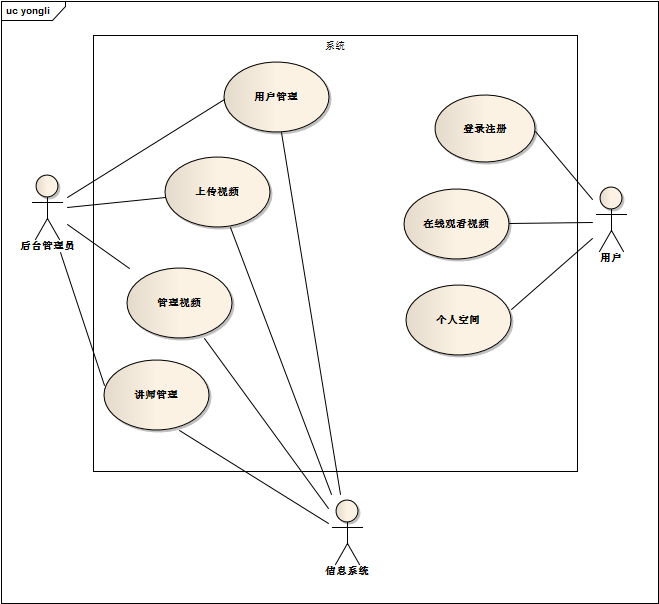 uc yongli
系统
用户管理
登录注册
上传视频
在线观看视频
后台管理员
用户
管理视频
个人空间
讲师管理
信息系统